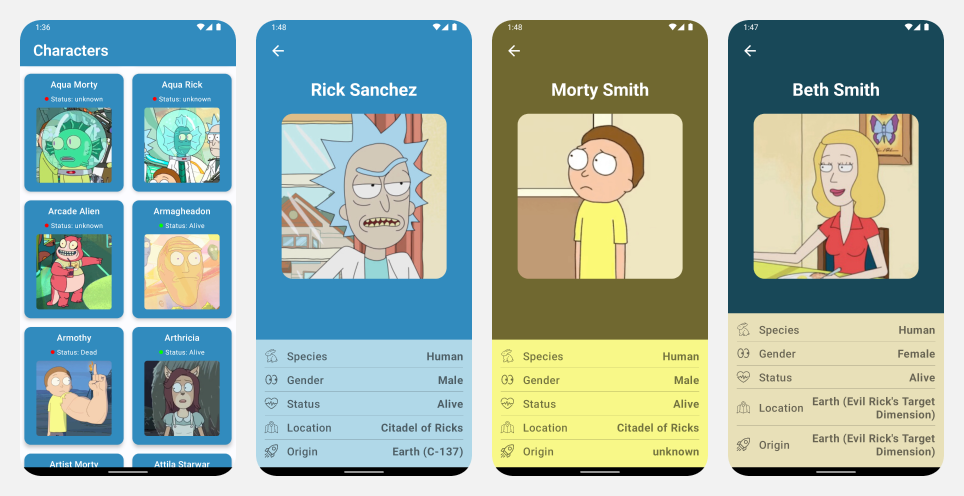 1:36
Characters
Aqua Morty
Status: unknown
Aqua Rick
Status: unknown
Arcade Alien
Status: unknown
Armagheadon
Status: Alive
Armothy
Status: Dead
Arthricia
Status: Alive
Artist Morty
Attila Starwar
1:48
Rick Sanchez
Species Human
Gender Male
Status Alive
Location Citadel of Ricks
Origin Earth (C-137)
1:48
Morty Smith
Species Human
Gender Male
Status Alive
Location Citadel of Ricks
Origin unknown
1:47
Beth Smith
Species Human
Gender Female
Status Alive
Location Earth (Evil Rick's Target
Dimension)
Origin Earth (Evil Rick's Target
Dimension)